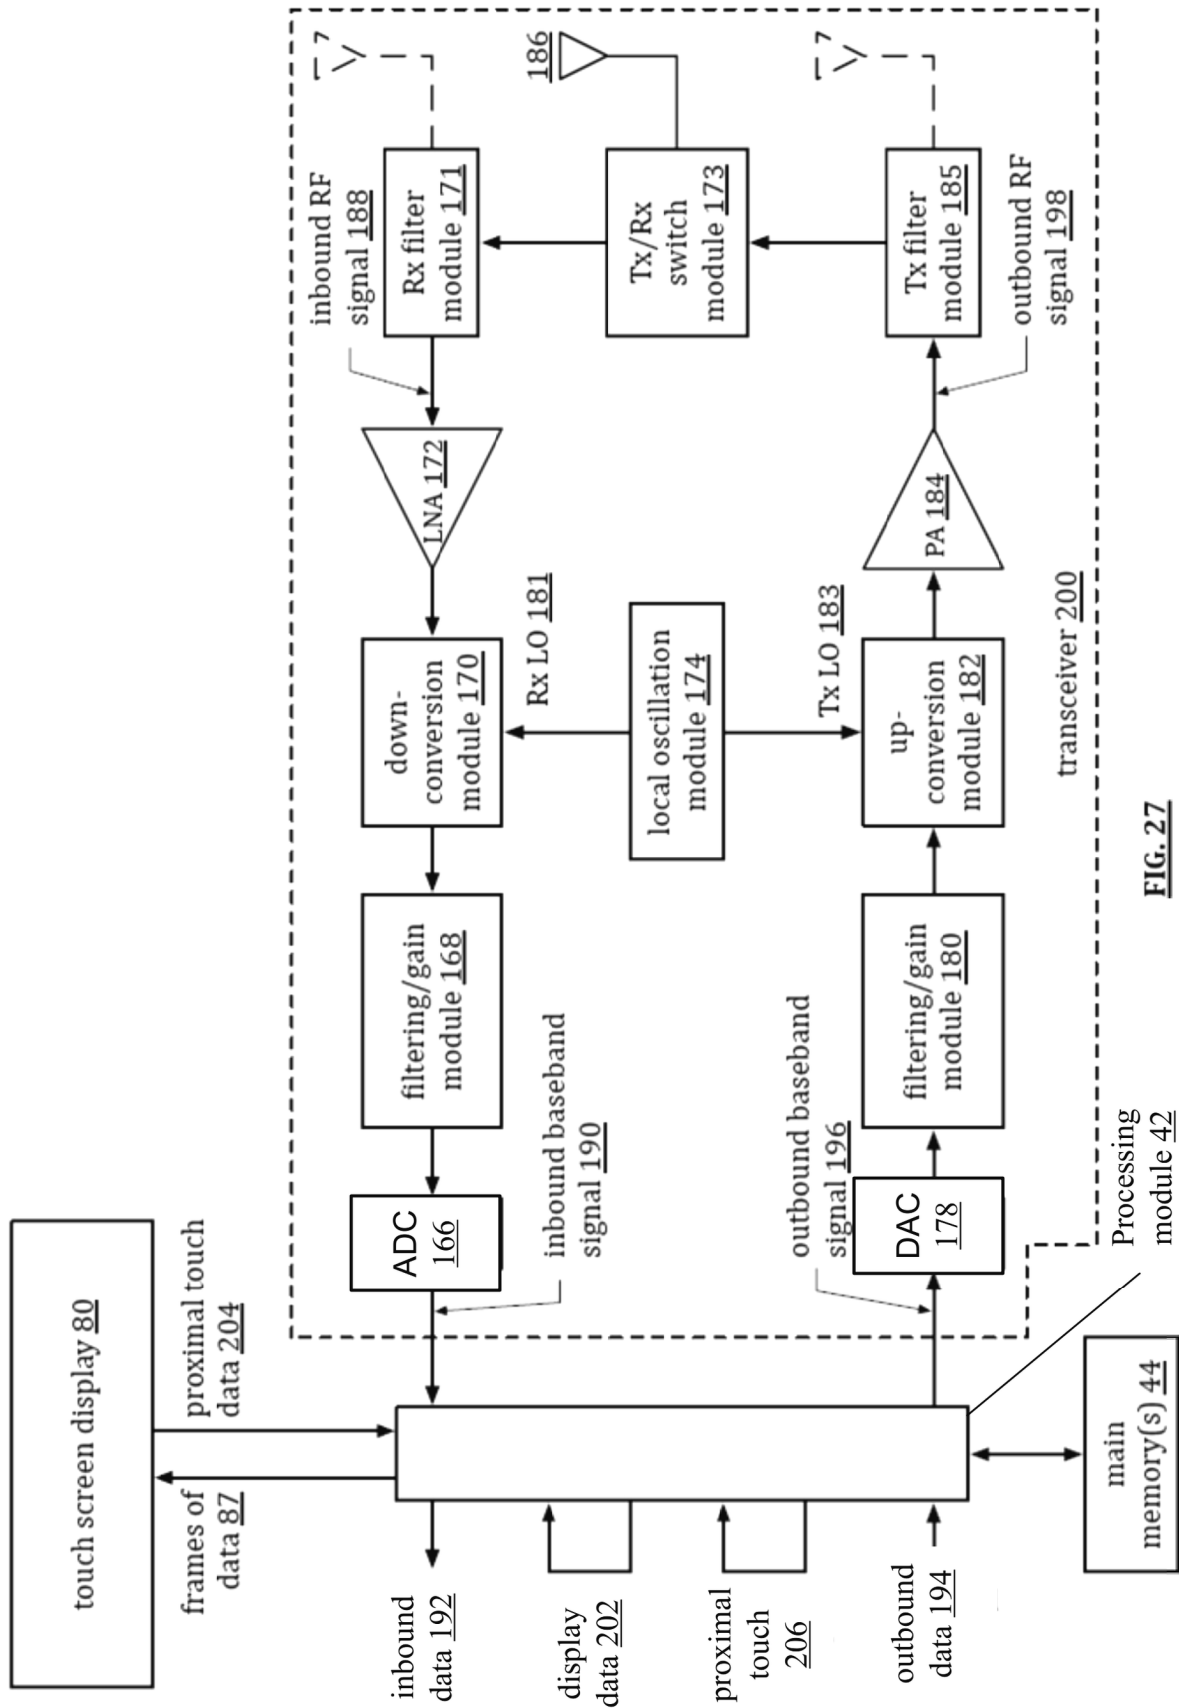 touch screen display 80
frames of
data 87
proximal touch
data 204
inbound
data 192
display
data 202
proximal
touch
206
outbound
data 194
main
memory(s) 44
Processing
module 42
ADC
166
inbound baseband
signal 190
filtering/gain
module 168
down-
conversion
module 170
Rx LO 181
LNA 172
inbound RF
signal 188
Rx filter
module 171
local oscillation
module 174
Tx/Rx
switch
module 173
186
outbound baseband
signal 196
DAC
178
filtering/gain
module 180
up-
conversion
module 182
Tx LO 183
PA 184
Tx filter
module 185
outbound RF
signal 198
transceiver 200
FIG. 27